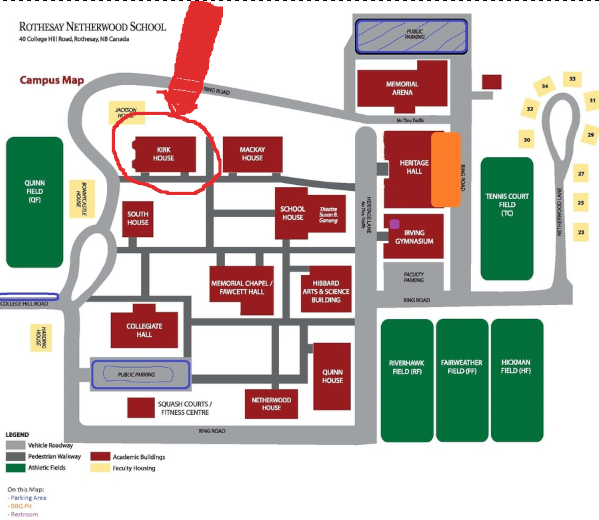 ROTHESAY NETHERWOOD SCHOOL
40 College Hill Road, Rothesay, NB Canada
Campus Map
PUBLIC
PARKING
MEMORIAL
ARENA
RING ROAD
No Thru Traffic
JACKSON
KIRK
HOUSE
MACKAY
HOUSE
HERITAGE
HALL
RING ROAD
34
33
32
31
30
29
27
25
23
QUINN
FIELD
(QF)
BONNYCASTLE
HOUSE
SOUTH
HOUSE
SCHOOL
HOUSE
Theatre
Susan B.
Ganong
HERITAGE LANE
No Thru Traffic
IRVING
GYMNASIUM
TENNIS COURT
FIELD
(TC)
NETHERWOOD LANE
MEMORIAL CHAPEL /
FAWCETT HALL
HIBBARD
ARTS & SCIENCE
BUILDING
FACULTY
PARKING
RING ROAD
COLLEGE HILL ROAD
HARDING
HOUSE
COLLEGIATE
HALL
PUBLIC PARKING
QUINN
HOUSE
RIVERHAWK
FIELD (RF)
FAIRWEATHER
FIELD (FF)
HICKMAN
FIELD (HF)
SQUASH COURTS /
FITNESS CENTRE
NETHERWOOD
HOUSE
RING ROAD
LEGEND
Vehicle Roadway
Pedestrian Walkway
Athletic Fields
Academic Buildings
Faculty Housing
On this Map:
- Parking Area
- BBQ Pit
- Restroom